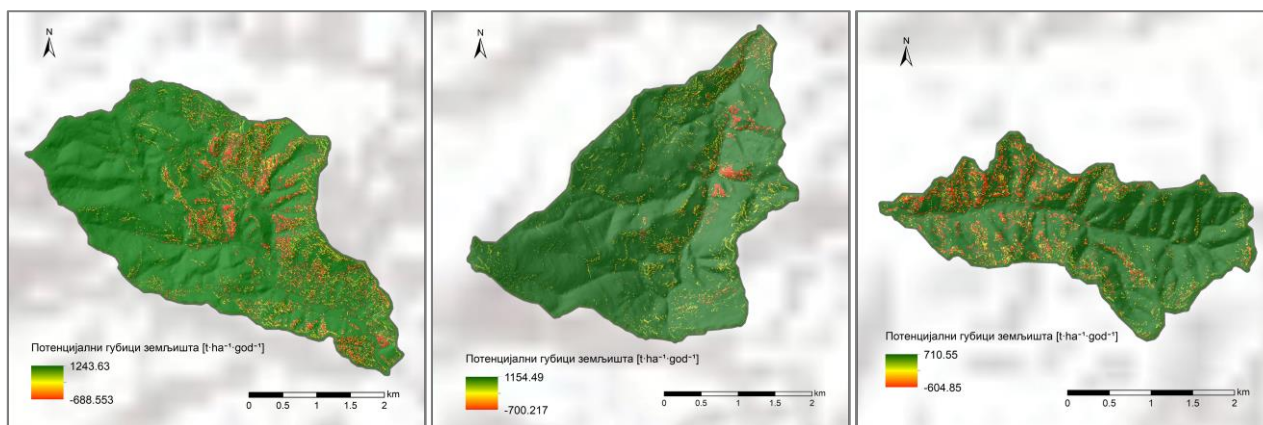 N
Потенцијални губици земљишта [t·ha⁻¹·god⁻¹]
1243.63
-688.553
km
0 0.5 1 1.5 2
N
Потенцијални губици земљишта [t·ha⁻¹·god⁻¹]
1154.49
-700.217
km
0 0.5 1 1.5 2
N
Потенцијални губици земљишта [t·ha⁻¹·god⁻¹]
710.55
-604.85
km
0 0.5 1 1.5 2